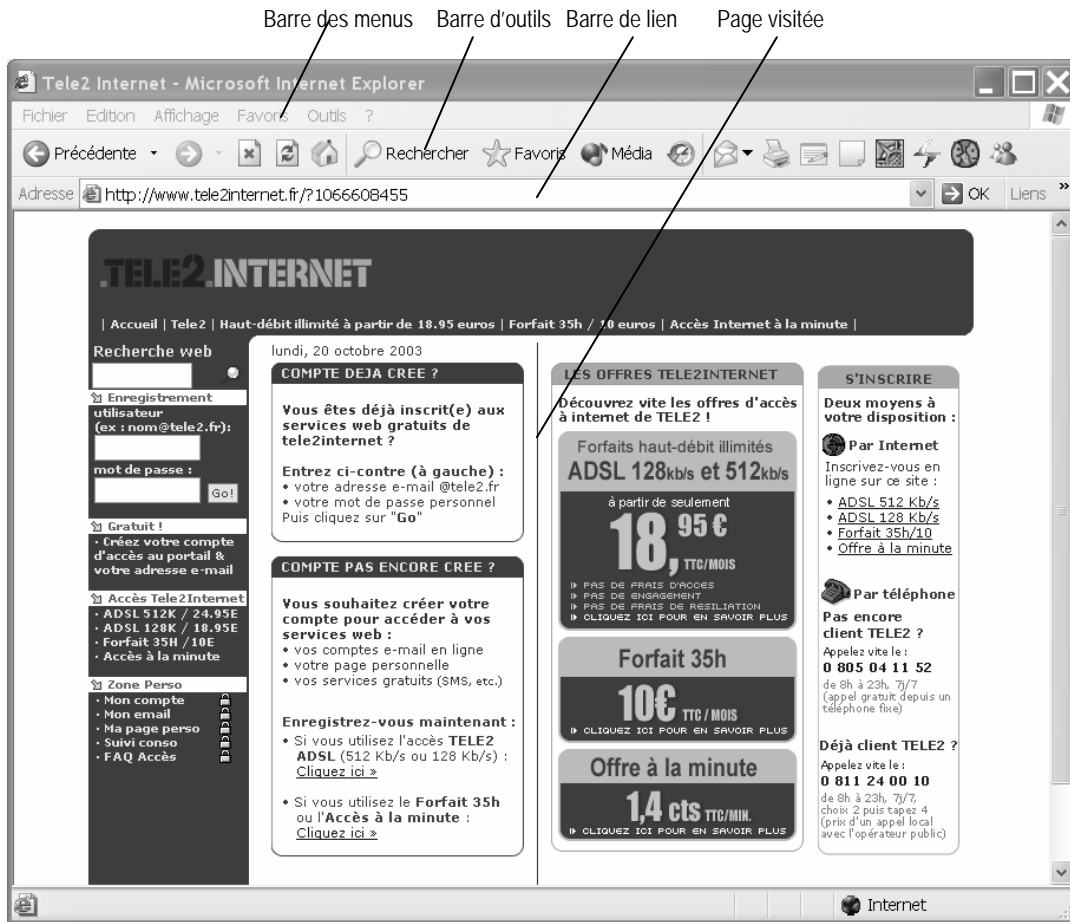 Barre des menus Barre d'outils Barre de lien Page visitée
Tele2 Internet - Microsoft Internet Explorer
Fichier Edition Affichage Favoris Outils ?
Précédente Rechercher Favoris Média
Adresse http://www.tele2internet.fr/?1066608455 OK Liens »
.TELE2.INTERNET
| Accueil | Tele2 | Haut-débit illimité à partir de 18.95 euros | Forfait 35h / 10 euros | Accès Internet à la minute |
Recherche web
Enregistrement
utilisateur
(ex : nom@tele2.fr):
mot de passe :
Go!
Gratuit !
· Créez votre compte
d'accès au portail &
votre adresse e-mail
Accès Tele2Internet
· ADSL 512K / 24.95E
· ADSL 128K / 18.95E
· Forfait 35H /10E
· Accès à la minute
Zone Perso
· Mon compte
· Mon email
· Ma page perso
· Suivi conso
· FAQ Accès
lundi, 20 octobre 2003
COMPTE DEJA CREE ?
Vous êtes déjà inscrit(e) aux
services web gratuits de
tele2internet ?
Entrez ci-contre (à gauche) :
• votre adresse e-mail @tele2.fr
• votre mot de passe personnel
Puis cliquez sur "Go"
COMPTE PAS ENCORE CREE ?
Vous souhaitez créer votre
compte pour accéder à vos
services web :
• vos comptes e-mail en ligne
• votre page personnelle
• vos services gratuits (SMS, etc.)
Enregistrez-vous maintenant :
• Si vous utilisez l'accès TELE2
ADSL (512 Kb/s ou 128 Kb/s) :
Cliquez ici »
• Si vous utilisez le Forfait 35h
ou l'Accès à la minute :
Cliquez ici »
LES OFFRES TELE2INTERNET
Découvrez vite les offres d'accès
à internet de TELE2 !
Forfaits haut-débit illimités
ADSL 128kb/s et 512kb/s
à partir de seulement
18,95 €
TTC/MOIS
PAS DE FRAIS D'ACCES
PAS DE ENGAGEMENT
PAS DE FRAIS DE RESILIATION
CLIQUEZ ICI POUR EN SAVOIR PLUS
Forfait 35h
10€ TTC / MOIS
CLIQUEZ ICI POUR EN SAVOIR PLUS
Offre à la minute
1,4 cts TTC/MIN.
CLIQUEZ ICI POUR EN SAVOIR PLUS
S'INSCRIRE
Deux moyens à
votre disposition :
Par Internet
Inscrivez-vous en
ligne sur ce site :
• ADSL 512 Kb/s
• ADSL 128 Kb/s
• Forfait 35h/10
• Offre à la minute
Par téléphone
Pas encore
client TELE2 ?
Appelez vite le :
0 805 04 11 52
de 8h à 23h, 7j/7
(appel gratuit depuis un
téléphone fixe)
Déjà client TELE2 ?
Appelez vite le :
0 811 24 00 10
de 8h à 23h, 7j/7,
choix 2 puis tapez 4
(prix d'un appel local
avec l'opérateur public)
Internet